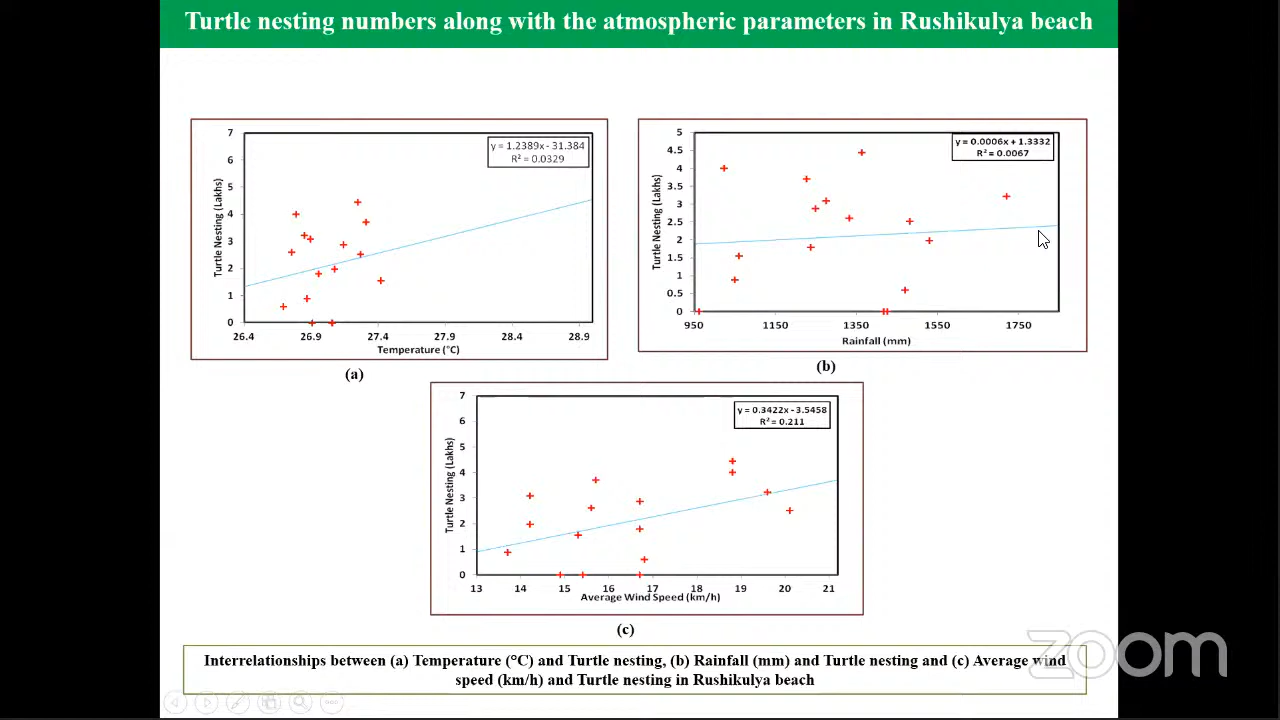 Turtle nesting numbers along with the atmospheric parameters in Rushikulya beach
7
6
5
4
3
2
1
0
Turtle Nesting (Lakhs)
y = 1.2389x - 31.384
R² = 0.0329
26.4 26.9 27.4 27.9 28.4 28.9
Temperature (°C)
(a)
5
4.5
4
3.5
3
2.5
2
1.5
1
0.5
0
Turtle Nesting (Lakhs)
y = 0.0006x + 1.3332
R² = 0.0067
950 1150 1350 1550 1750
Rainfall (mm)
(b)
7
6
5
4
3
2
1
0
Turtle Nesting (Lakhs)
y = 0.3422x - 3.5458
R² = 0.211
13 14 15 16 17 18 19 20 21
Average Wind Speed (km/h)
(c)
Interrelationships between (a) Temperature (°C) and Turtle nesting, (b) Rainfall (mm) and Turtle nesting and (c) Average wind
speed (km/h) and Turtle nesting in Rushikulya beach
zoom